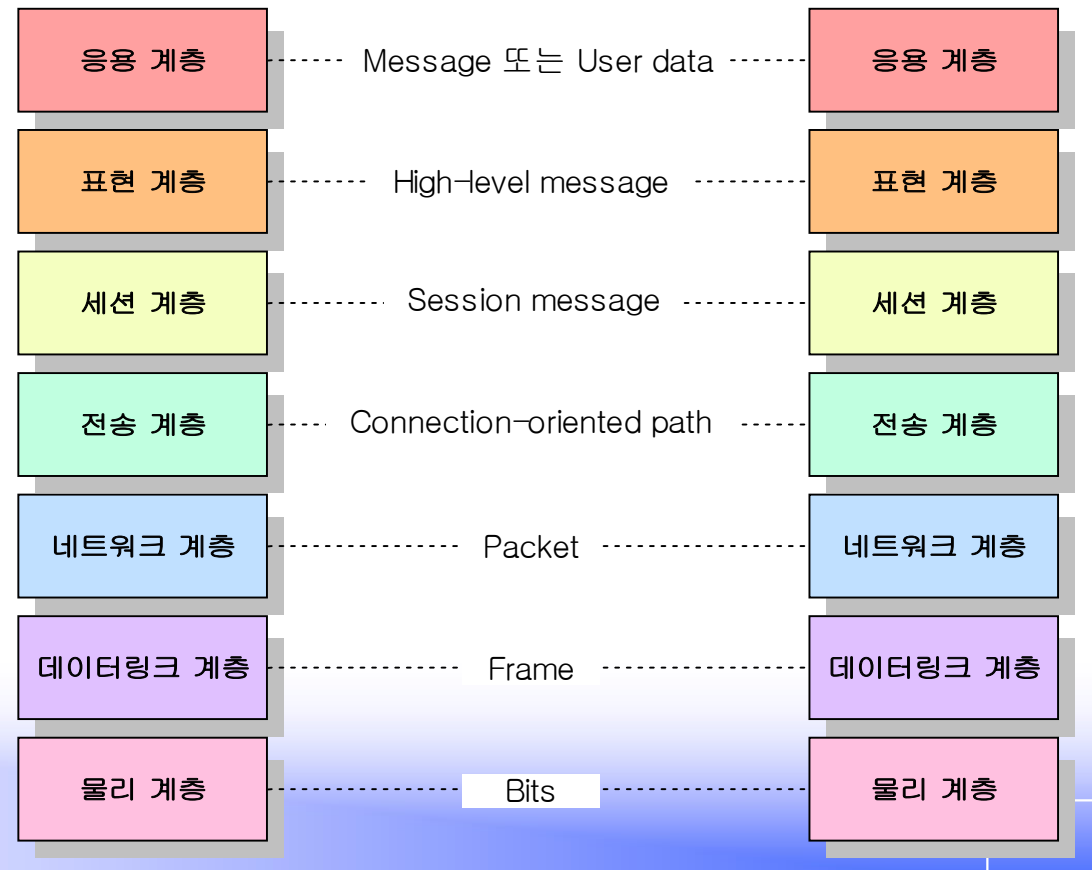 응용 계층 Message 또는 User data 응용 계층
표현 계층 High-level message 표현 계층
세션 계층 Session message 세션 계층
전송 계층 Connection-oriented path 전송 계층
네트워크 계층 Packet 네트워크 계층
데이터링크 계층 Frame 데이터링크 계층
물리 계층 Bits 물리 계층